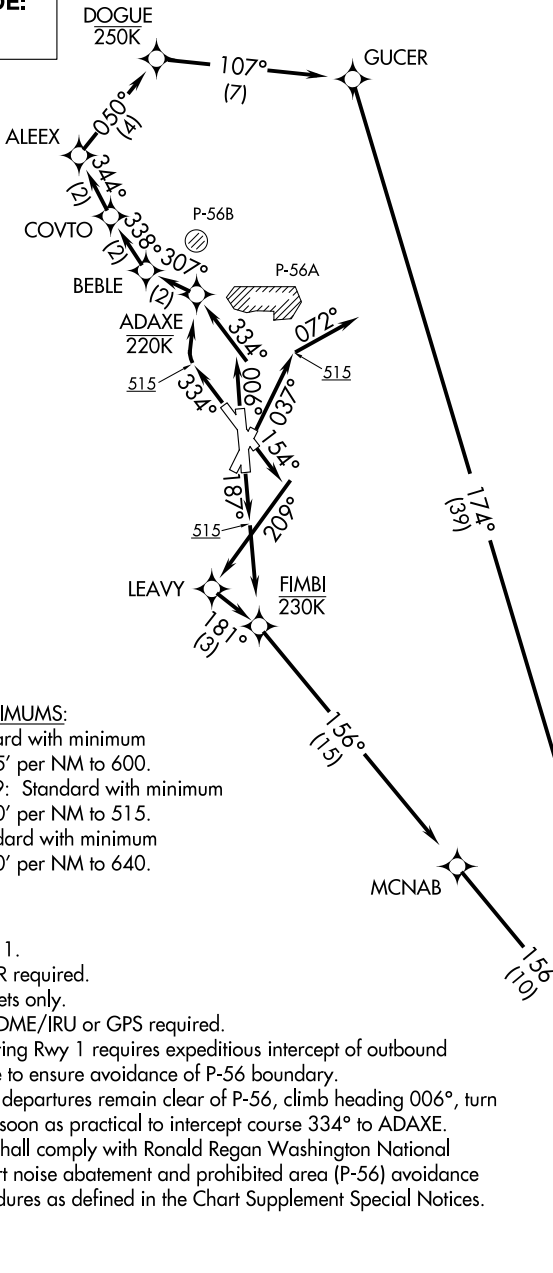 DE:
DOGUE
250K
107°
(7)
GUCER
050°
(4)
ALEEX
344°
(2)
COVTO
338°
(2)
P-56B
307°
(2)
BEBLE
P-56A
ADAXE
220K
334°
072°
515
515
334°
006°
037°
154°
187°
209°
174°
(39)
515
LEAVY
FIMBI
230K
181°
(3)
IMUMS:
ard with minimum
5' per NM to 600.
9: Standard with minimum
0' per NM to 515.
dard with minimum
0' per NM to 640.
156°
(15)
MCNAB
156
(10)
1.
R required.
ets only.
DME/IRU or GPS required.
ing Rwy 1 requires expeditious intercept of outbound
e to ensure avoidance of P-56 boundary.
departures remain clear of P-56, climb heading 006°, turn
soon as practical to intercept course 334° to ADAXE.
hall comply with Ronald Regan Washington National
rt noise abatement and prohibited area (P-56) avoidance
dures as defined in the Chart Supplement Special Notices.